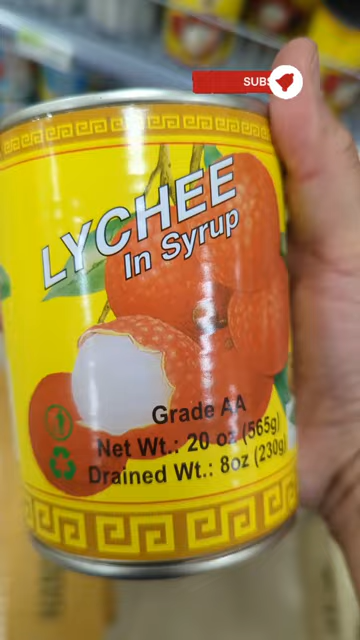 SUBS
LYCHEE
In Syrup
Grade AA
Net Wt.: 20 oz (565g)
Drained Wt.: 8oz (230g)